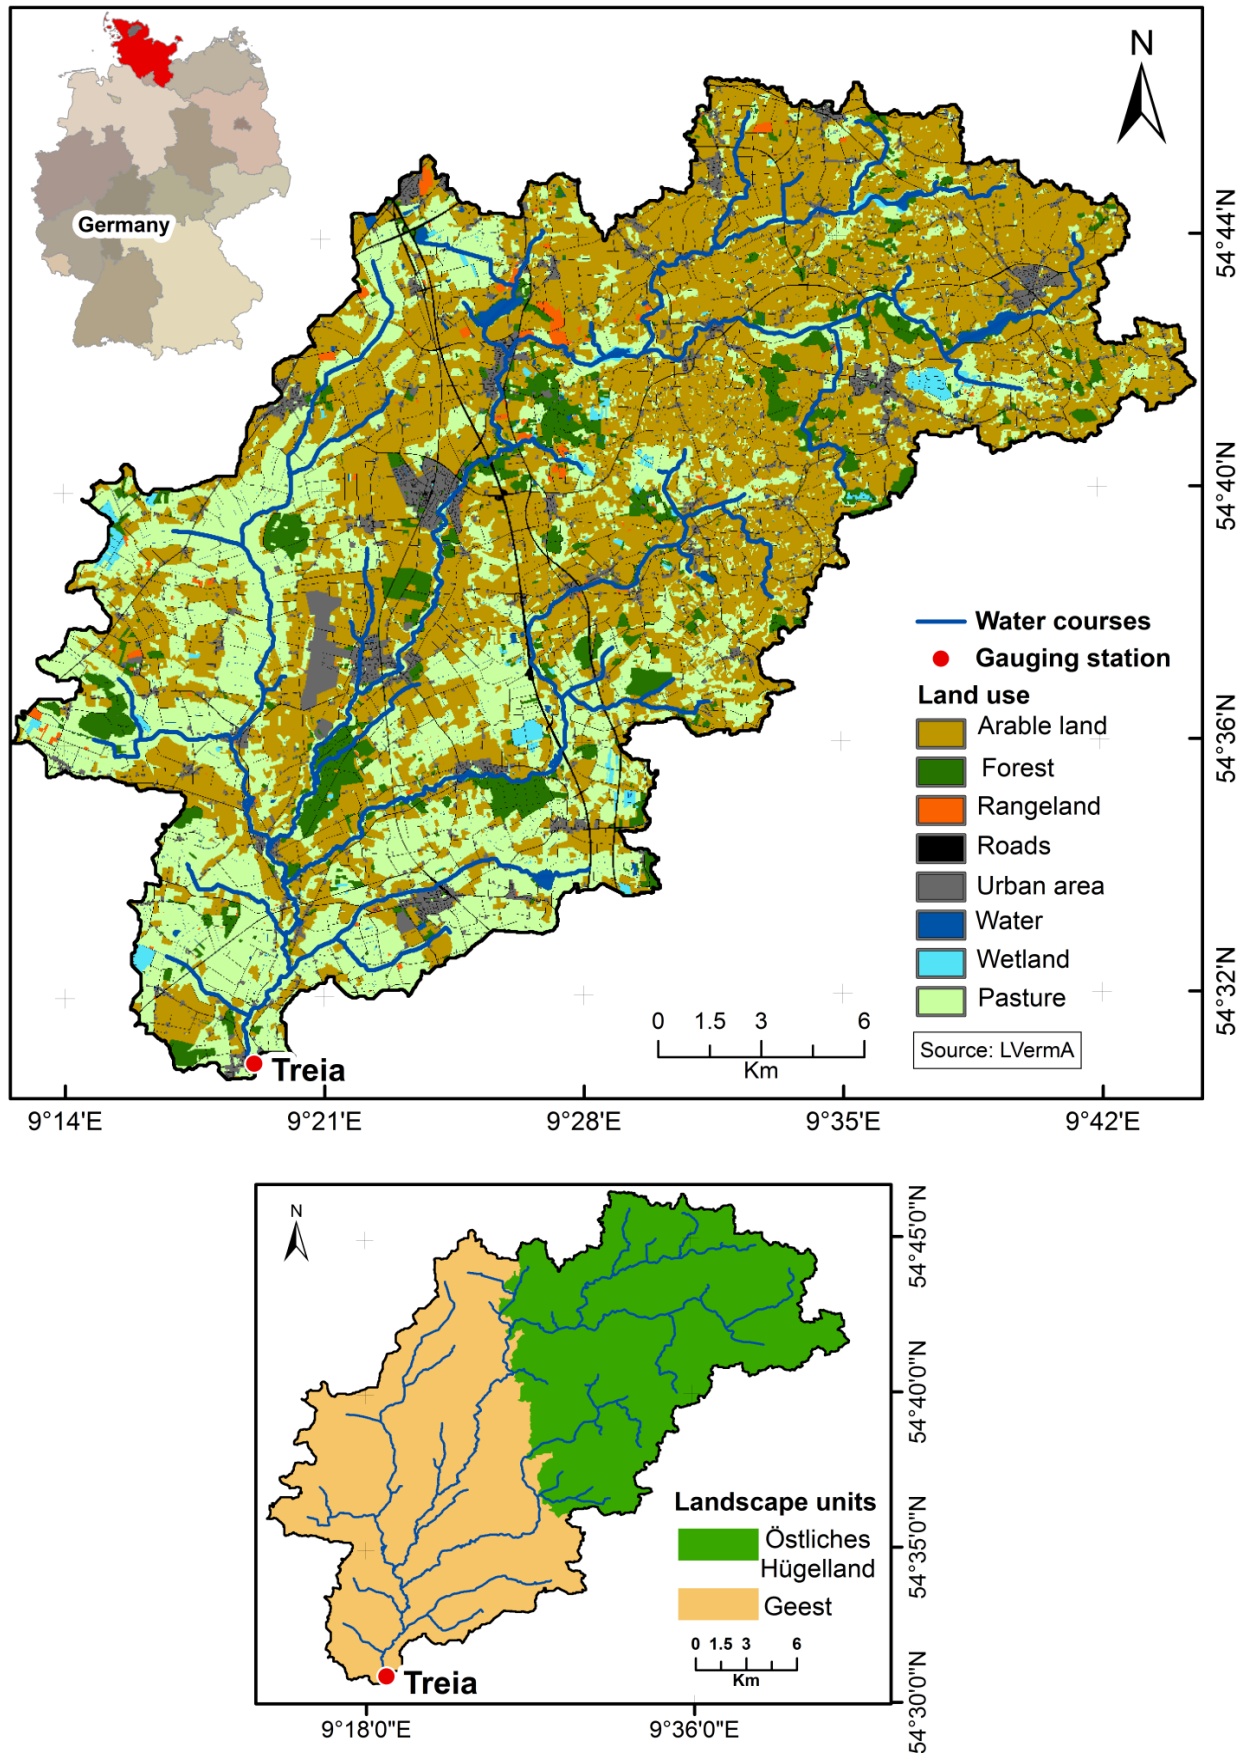 Germany
N
54°44'N
54°40'N
54°36'N
54°32'N
Water courses
Gauging station
Land use
Arable land
Forest
Rangeland
Roads
Urban area
Water
Wetland
Pasture
0 1.5 3 6
Km
Source: LVermA
Treia
9°14'E 9°21'E 9°28'E 9°35'E 9°42'E
N
54°45'0"N
54°40'0"N
54°35'0"N
54°30'0"N
Landscape units
Östliches
Hügelland
Geest
0 1.5 3 6
Km
Treia
9°18'0"E 9°36'0"E